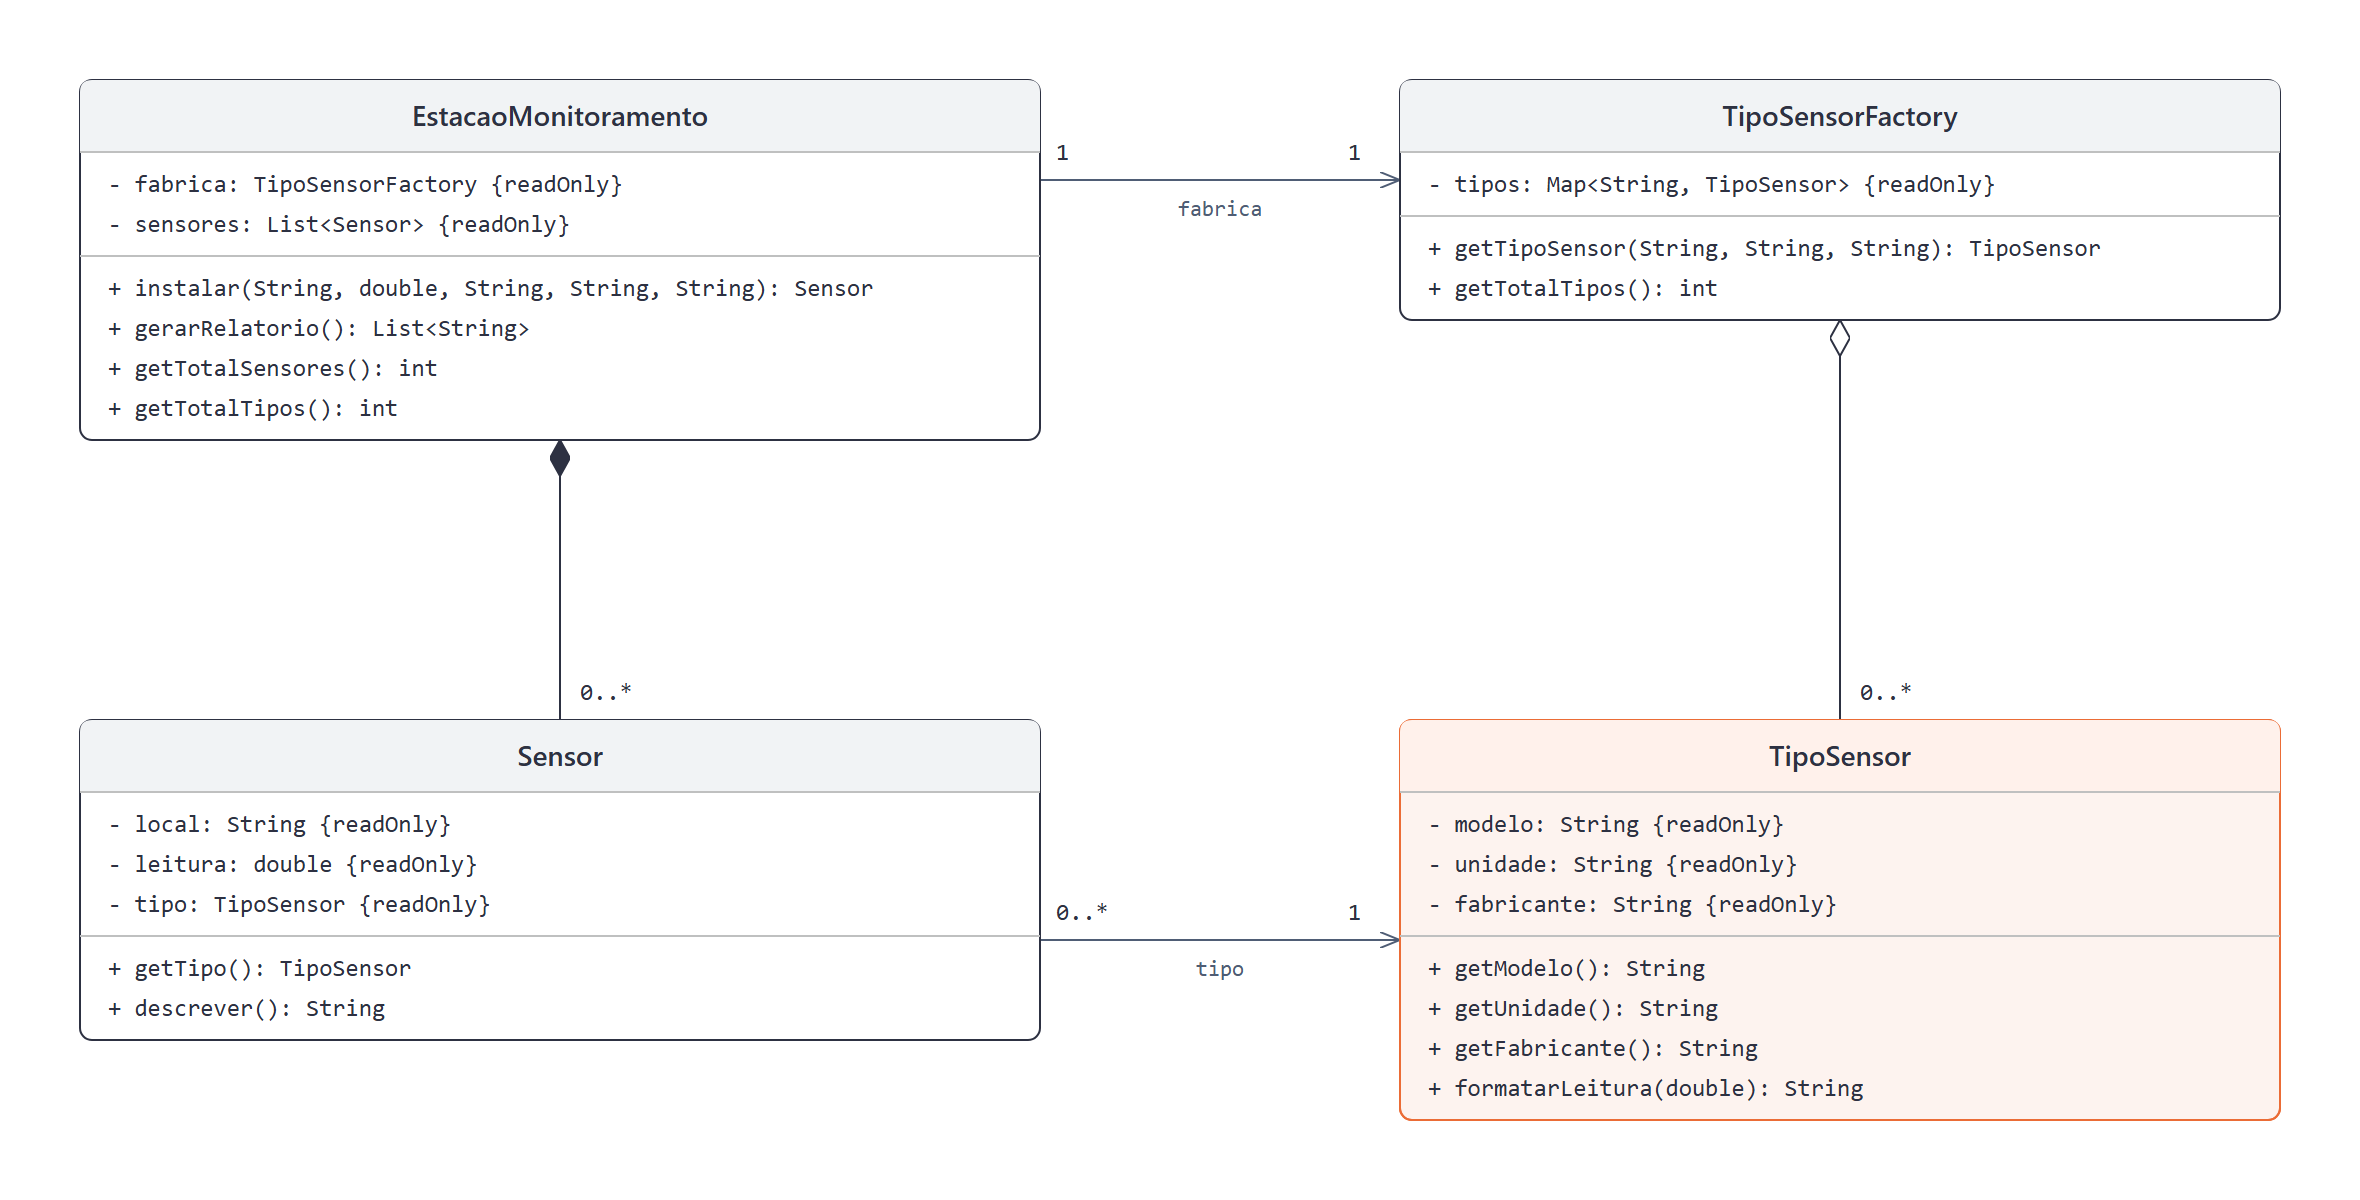 EstacaoMonitoramento
- fabrica: TipoSensorFactory {readOnly}
- sensores: List<Sensor> {readOnly}
+ instalar(String, double, String, String, String): Sensor
+ gerarRelatorio(): List<String>
+ getTotalSensores(): int
+ getTotalTipos(): int
1
1
fabrica
TipoSensorFactory
- tipos: Map<String, TipoSensor> {readOnly}
+ getTipoSensor(String, String, String): TipoSensor
+ getTotalTipos(): int
0..*
0..*
Sensor
- local: String {readOnly}
- leitura: double {readOnly}
- tipo: TipoSensor {readOnly}
+ getTipo(): TipoSensor
+ descrever(): String
0..*
1
tipo
TipoSensor
- modelo: String {readOnly}
- unidade: String {readOnly}
- fabricante: String {readOnly}
+ getModelo(): String
+ getUnidade(): String
+ getFabricante(): String
+ formatarLeitura(double): String